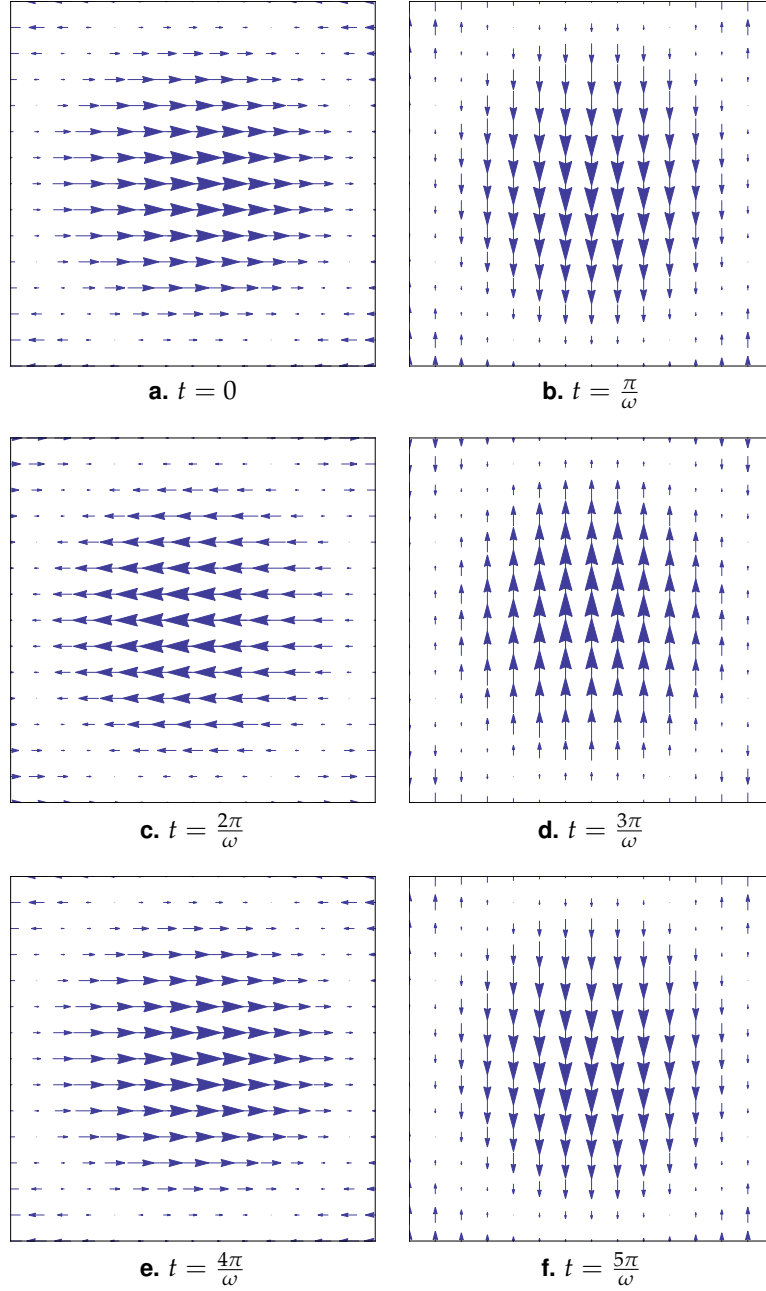 a. t = 0
b. t = π/ω
c. t = 2π/ω
d. t = 3π/ω
e. t = 4π/ω
f. t = 5π/ω